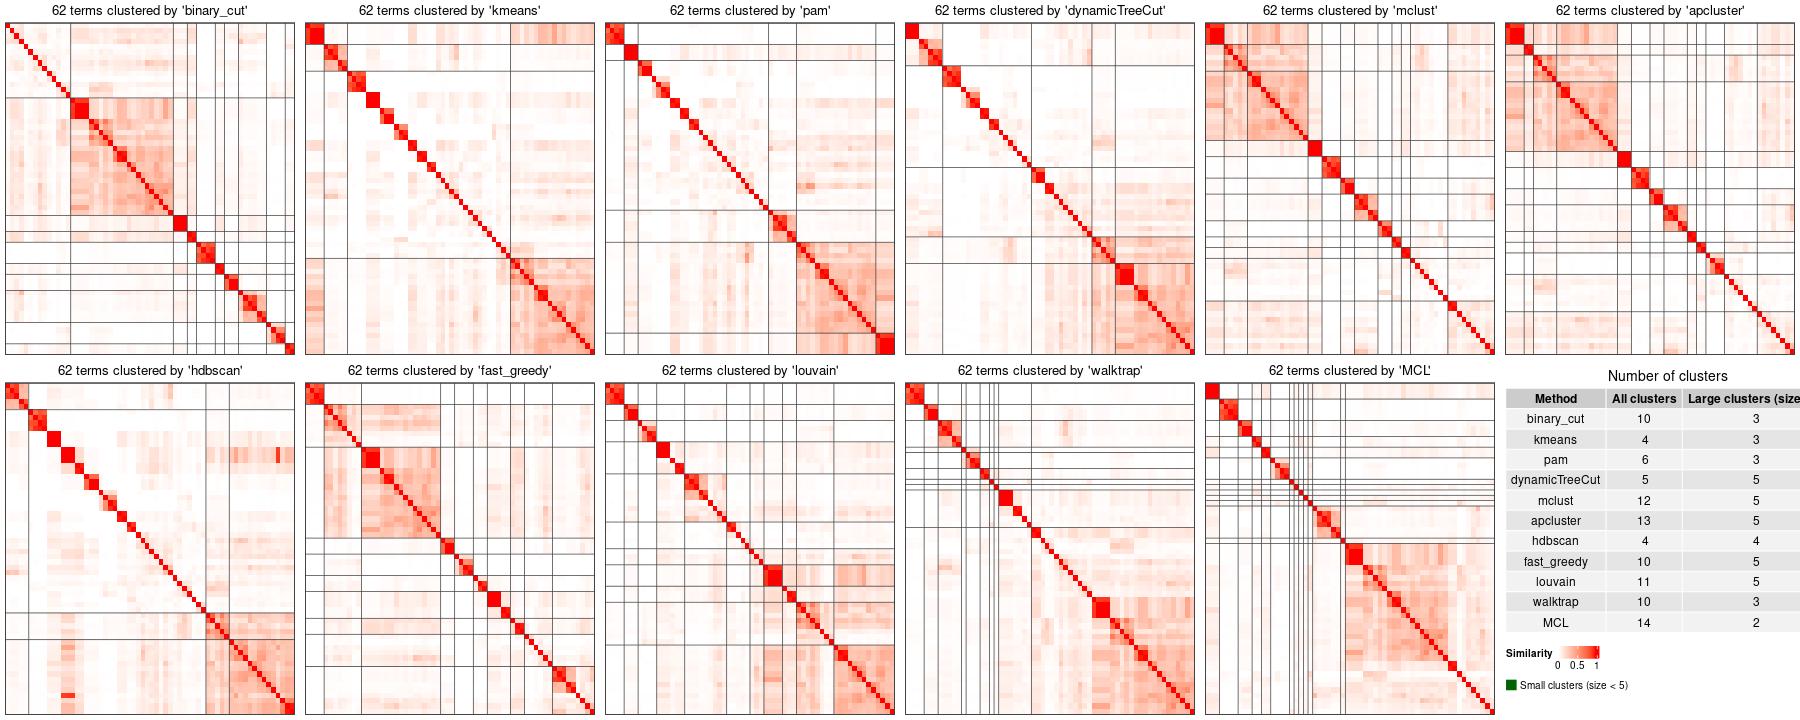 62 terms clustered by 'binary_cut'
62 terms clustered by 'kmeans'
62 terms clustered by 'pam'
62 terms clustered by 'dynamicTreeCut'
62 terms clustered by 'mclust'
62 terms clustered by 'apcluster'
62 terms clustered by 'hdbscan'
62 terms clustered by 'fast_greedy'
62 terms clustered by 'louvain'
62 terms clustered by 'walktrap'
62 terms clustered by 'MCL'
Number of clusters
Method All clusters Large clusters (size
binary_cut 10 3
kmeans 4 3
pam 6 3
dynamicTreeCut 5 5
mclust 12 5
apcluster 13 5
hdbscan 4 4
fast_greedy 10 5
louvain 11 5
walktrap 10 3
MCL 14 2
Similarity
0 0.5 1
Small clusters (size < 5)